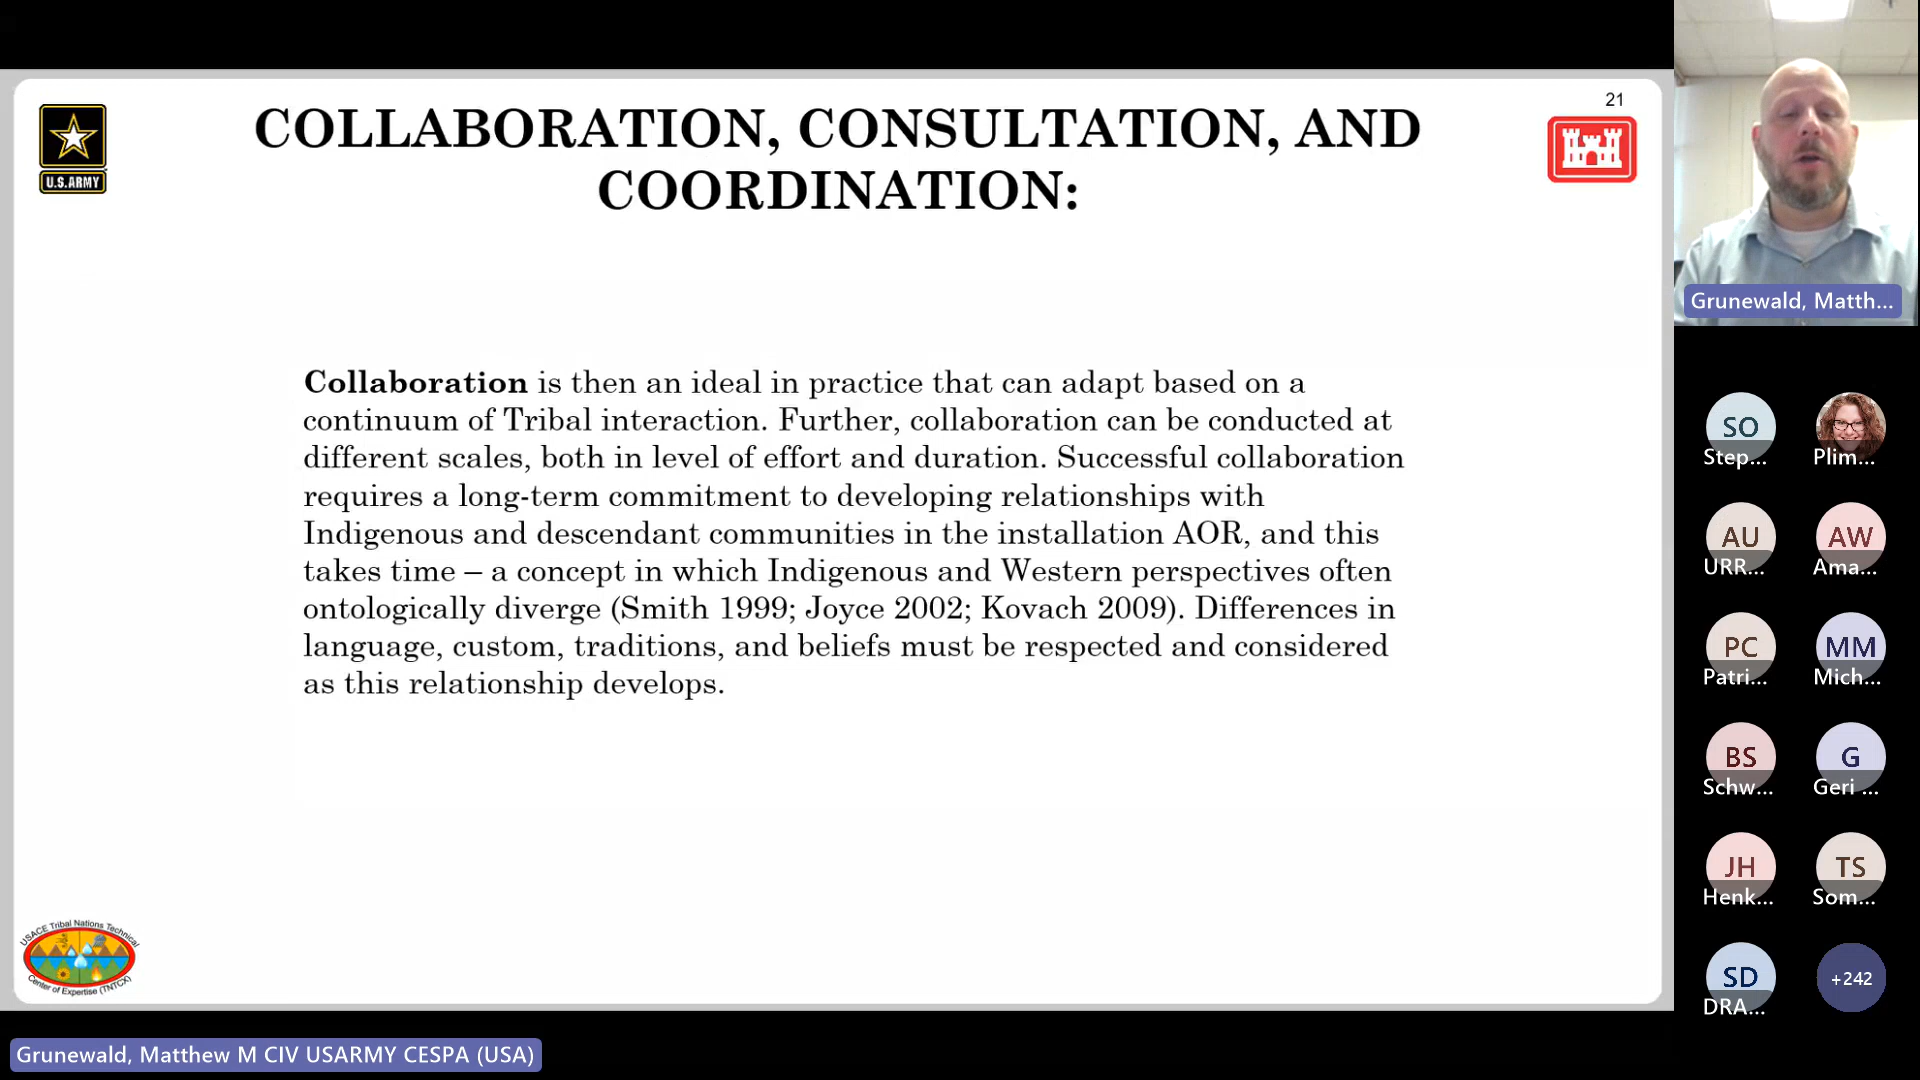 21
COLLABORATION, CONSULTATION, AND
COORDINATION:
U.S.ARMY
Collaboration is then an ideal in practice that can adapt based on a
continuum of Tribal interaction. Further, collaboration can be conducted at
different scales, both in level of effort and duration. Successful collaboration
requires a long-term commitment to developing relationships with
Indigenous and descendant communities in the installation AOR, and this
takes time – a concept in which Indigenous and Western perspectives often
ontologically diverge (Smith 1999; Joyce 2002; Kovach 2009). Differences in
language, custom, traditions, and beliefs must be respected and considered
as this relationship develops.
USACE Tribal Nations Technical
Center of Expertise (TNTCX)
Grunewald, Matthew M CIV USARMY CESPA (USA)
Grunewald, Matth...
SO
Step...
Plim...
AU
URR...
AW
Ama...
PC
Patri...
MM
Mich...
BS
Schw...
G
Geri ...
JH
Henk...
TS
Som...
SD
DRA...
+242